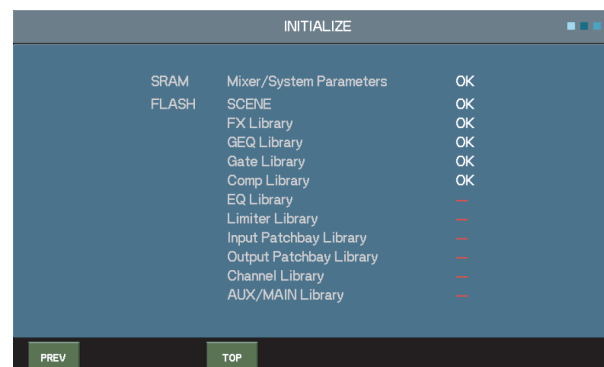 INITIALIZE
SRAM Mixer/System Parameters OK
FLASH SCENE OK
FX Library OK
GEQ Library OK
Gate Library OK
Comp Library OK
EQ Library —
Limiter Library —
Input Patchbay Library —
Output Patchbay Library —
Channel Library —
AUX/MAIN Library —
PREV TOP